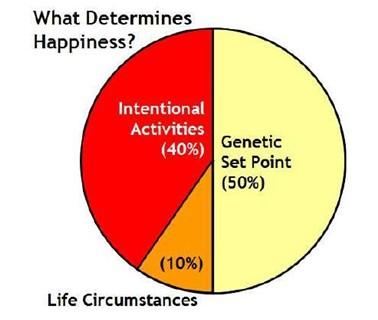 What Determines
Happiness?
Intentional
Activities
(40%)
Genetic
Set Point
(50%)
(10%)
Life Circumstances